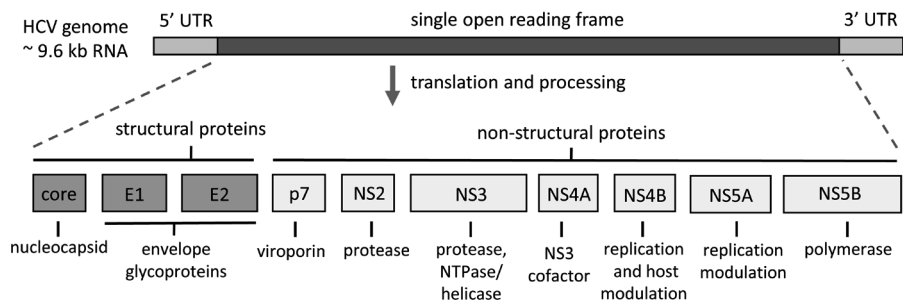 HCV genome
~ 9.6 kb RNA
5’ UTR
single open reading frame
3’ UTR
translation and processing
structural proteins
non-structural proteins
core
E1
E2
p7
NS2
NS3
NS4A
NS4B
NS5A
NS5B
nucleocapsid
envelope
glycoproteins
viroporin
protease
protease,
NTPase/
helicase
NS3
cofactor
replication
and host
modulation
replication
modulation
polymerase